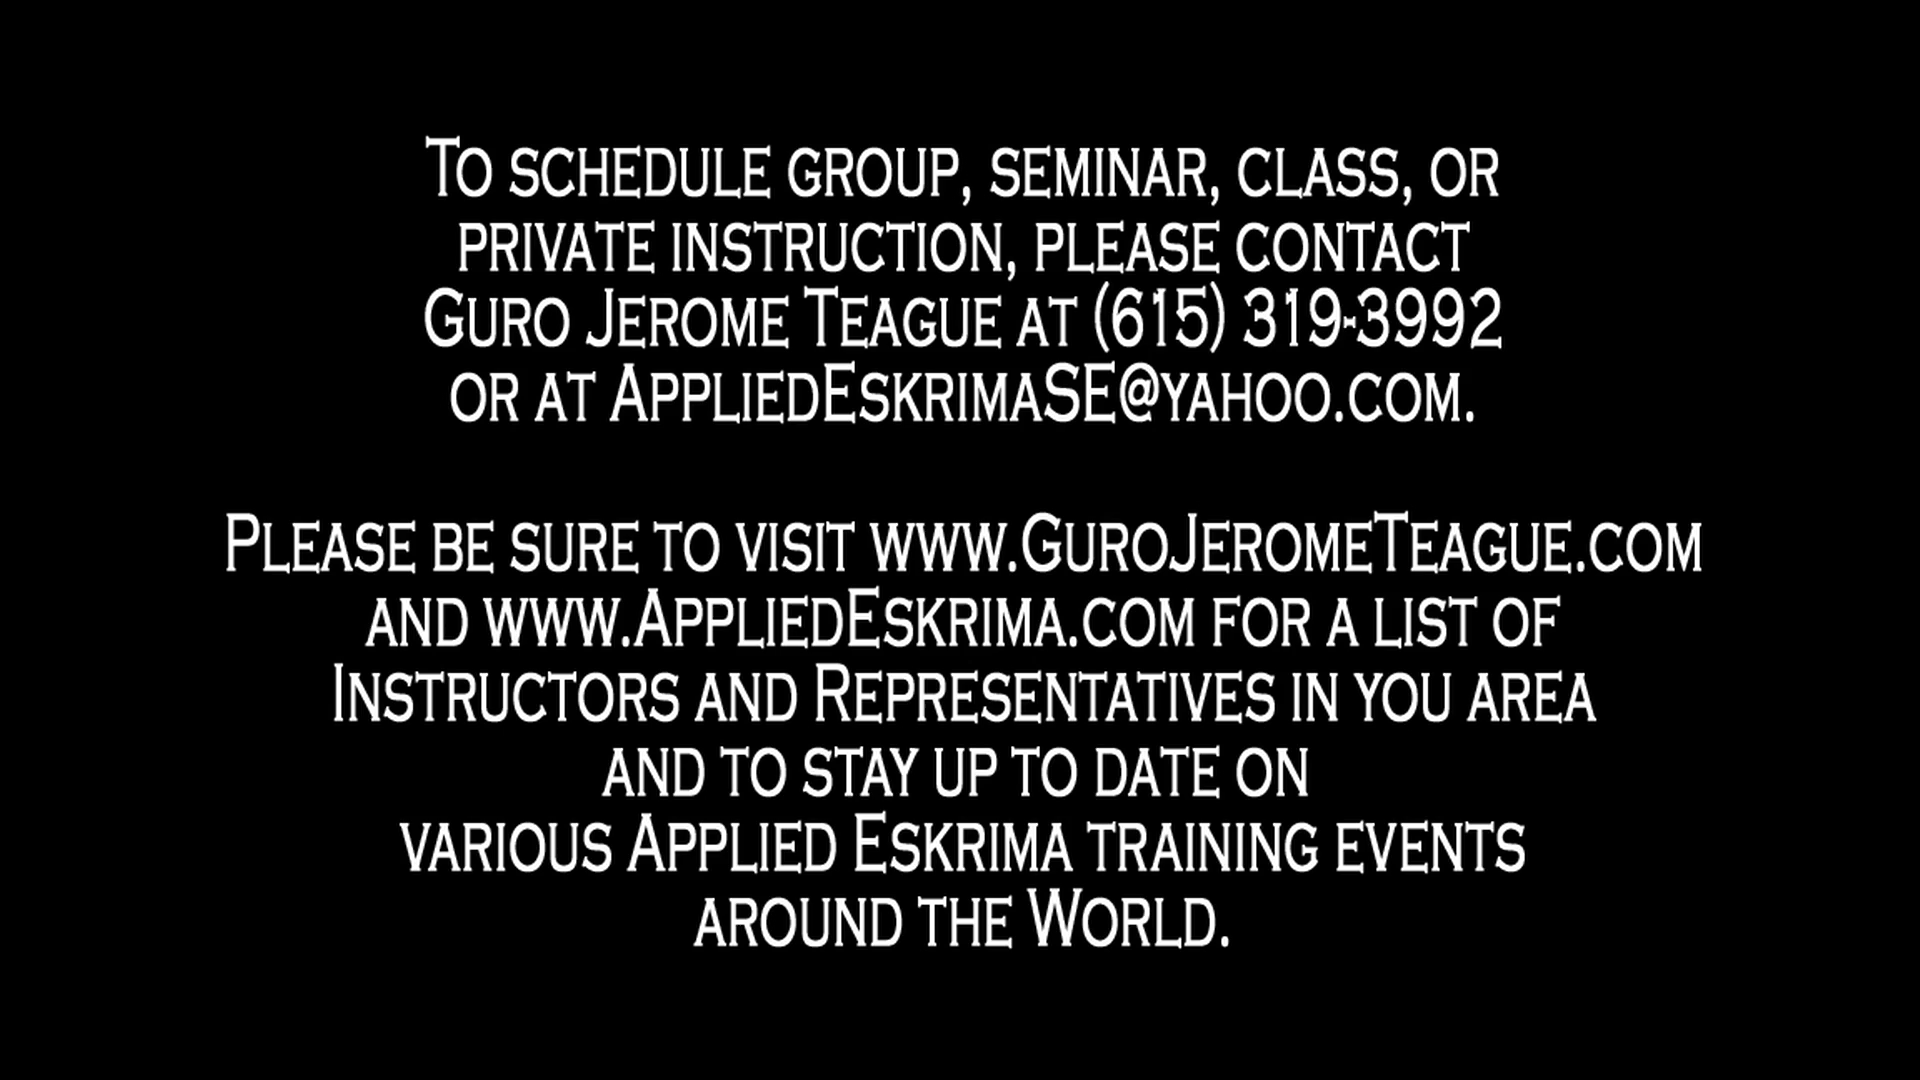 To schedule group, seminar, class, or
private instruction, please contact
Guro Jerome Teague at (615) 319-3992
or at AppliedEskrimaSE@yahoo.com.
Please be sure to visit www.GuroJeromeTeague.com
and www.AppliedEskrima.com for a list of
Instructors and Representatives in you area
and to stay up to date on
various Applied Eskrima training events
around the World.